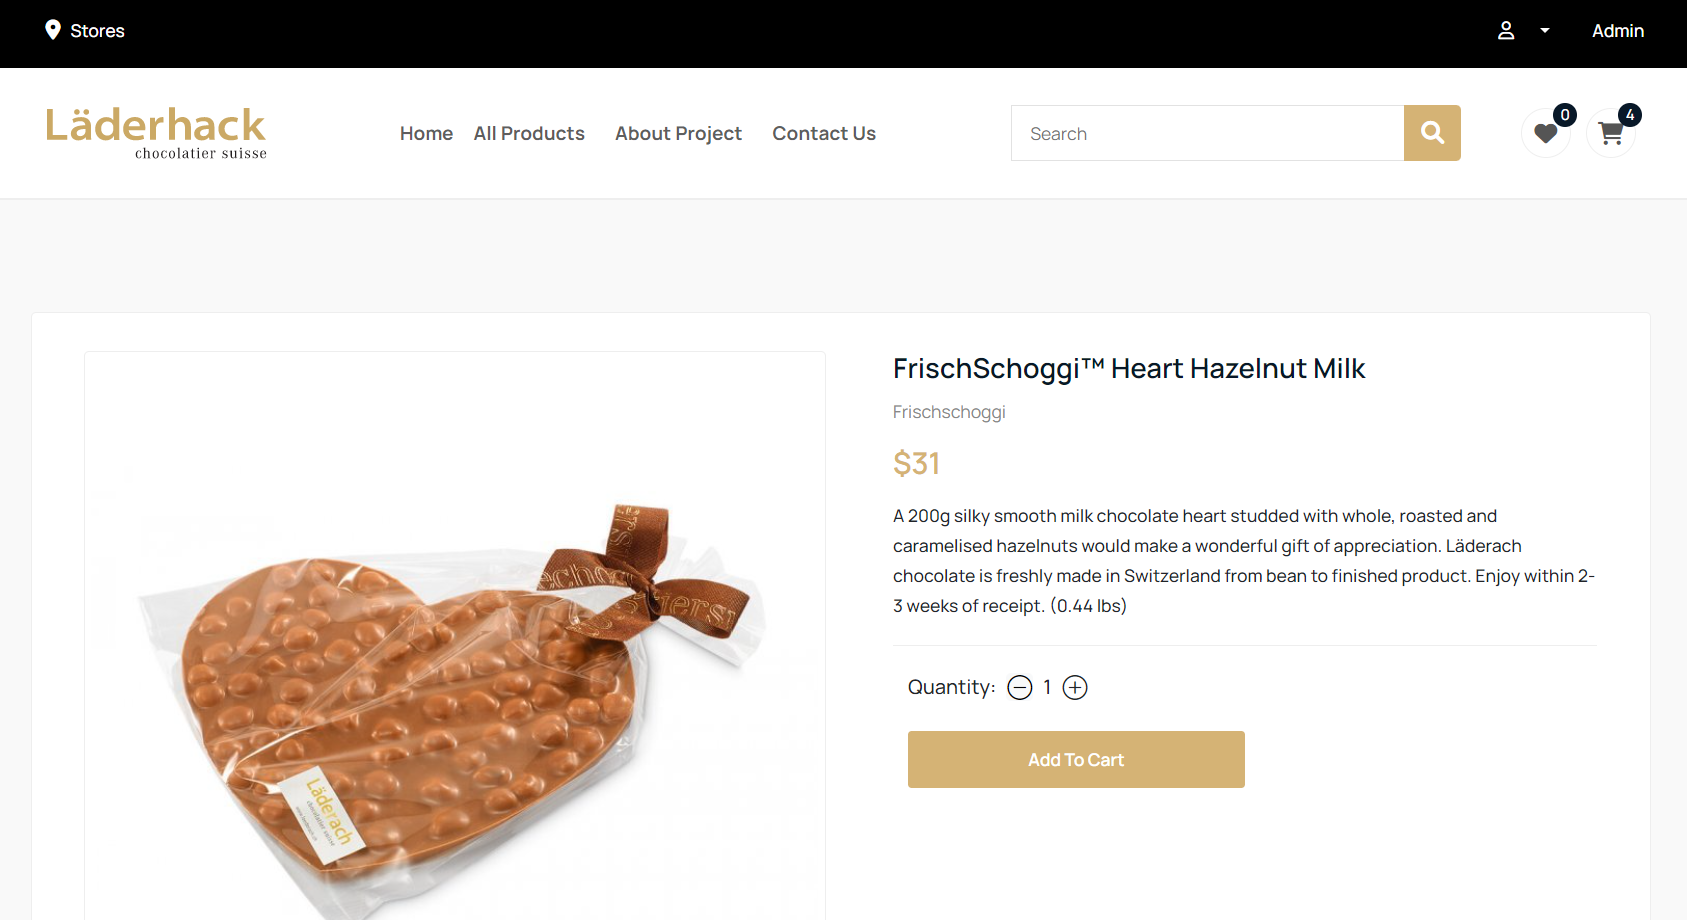 Stores
Admin
Läderhack
chocolatier suisse
Home
All Products
About Project
Contact Us
Search
0
4
FrischSchoggi™ Heart Hazelnut Milk
Frischschoggi
$31
A 200g silky smooth milk chocolate heart studded with whole, roasted and
caramelised hazelnuts would make a wonderful gift of appreciation. Läderach
chocolate is freshly made in Switzerland from bean to finished product. Enjoy within 2-
3 weeks of receipt. (0.44 lbs)
Quantity: 1
Add To Cart
Läderach
chocolatier suisse